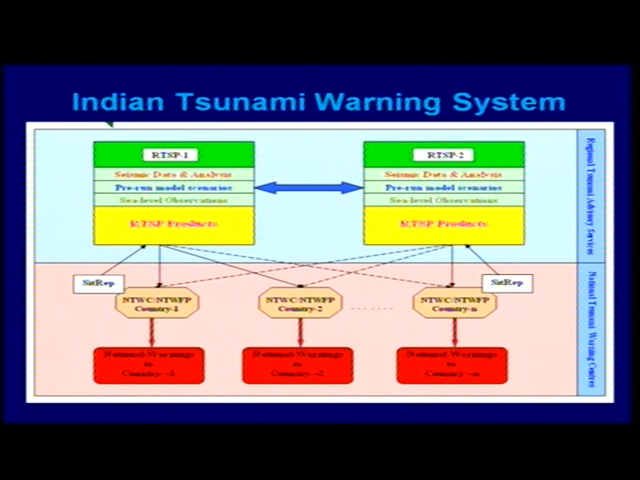 Indian Tsunami Warning System
RTSP-1
RTSP-2
Seismic Data & Analysis
Seismic Data & Analysis
Pre-run model scenarios
Pre-run model scenarios
Sea-level Observations
Sea-level Observations
RTSP Products
RTSP Products
Regional Tsunami Advisory Services
SitRep
SitRep
NTWC/NTWFP
Country-1
NTWC/NTWFP
Country-2
NTWC/NTWFP
Country-n
National Warnings
to
Country -1
National Warnings
to
Country -2
National Warnings
to
Country -n
National Tsunami Warning Centres